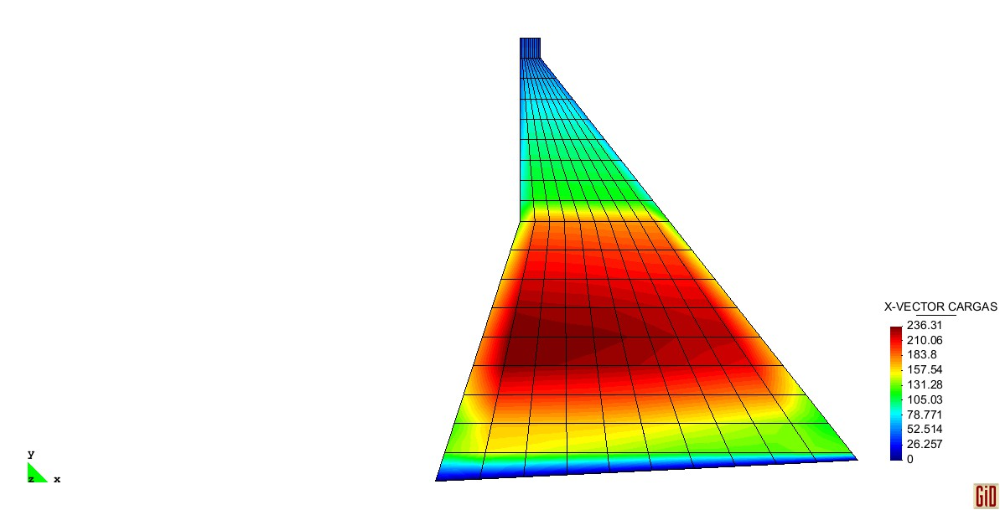 X-VECTOR CARGAS
236.31
210.06
183.8
157.54
131.28
105.03
78.771
52.514
26.257
0
y
z x
GiD